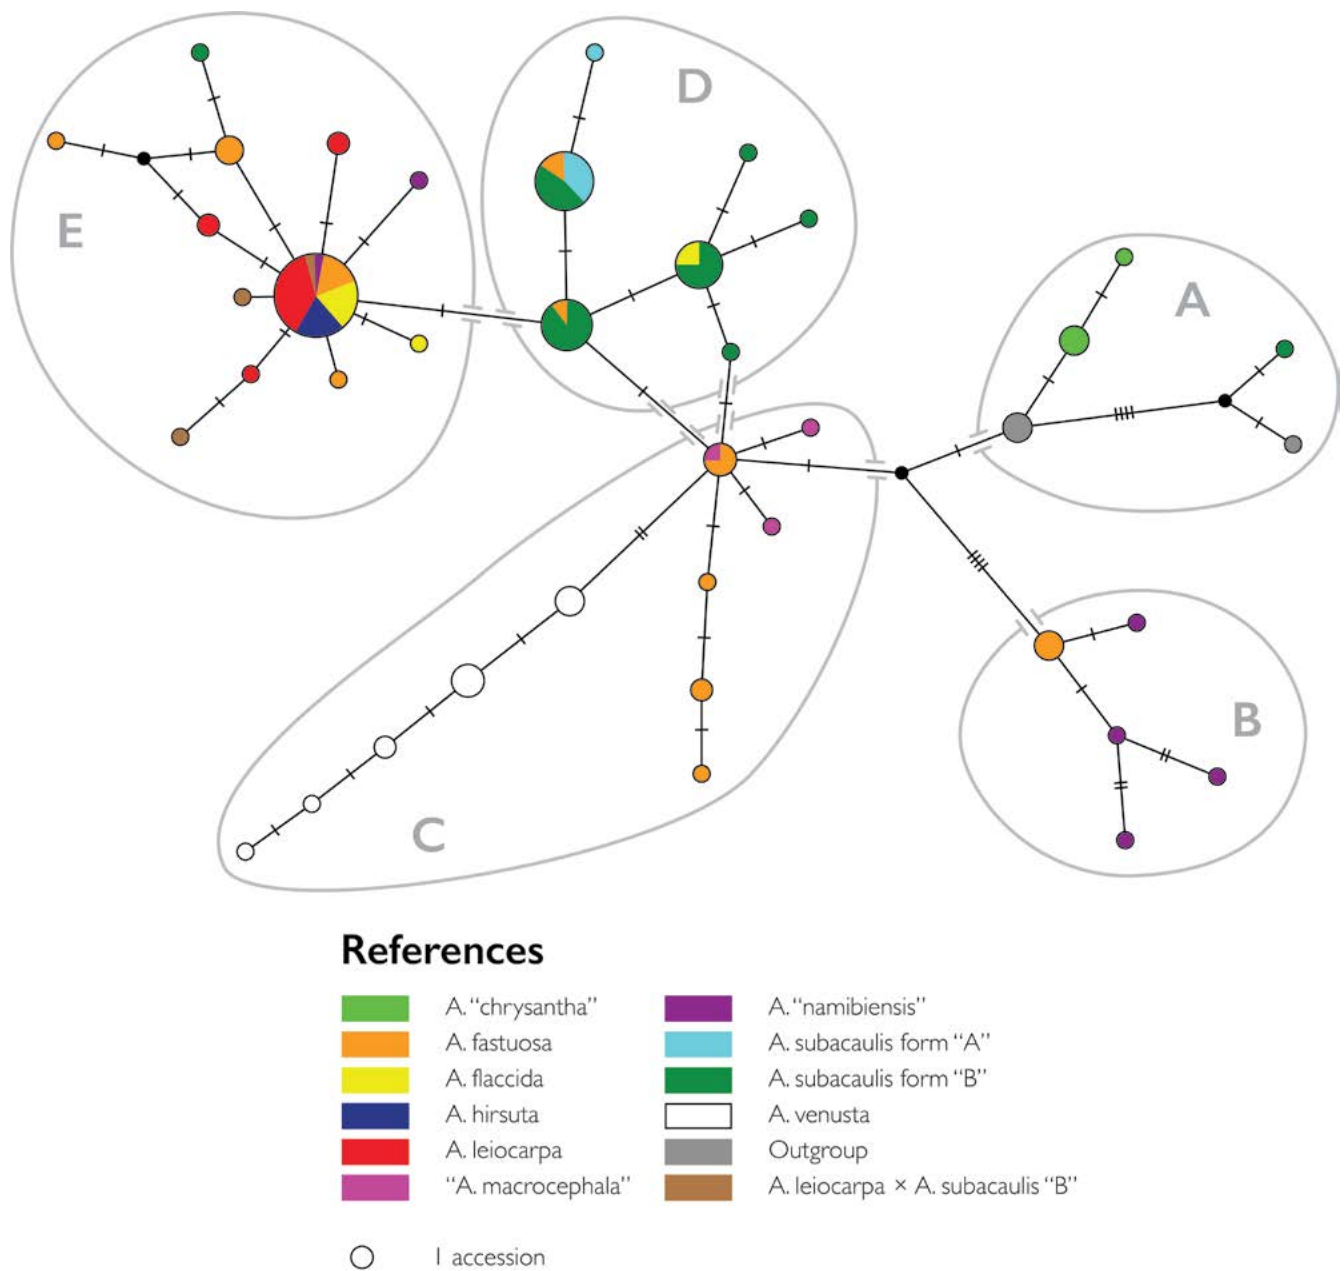 D
E
A
B
C
References
A. “chrysantha”
A. fastuosa
A. flaccida
A. hirsuta
A. leiocarpa
“A. macrocephala”
A. “namibiensis”
A. subacaulis form “A”
A. subacaulis form “B”
A. venusta
Outgroup
A. leiocarpa × A. subacaulis “B”
1 accession